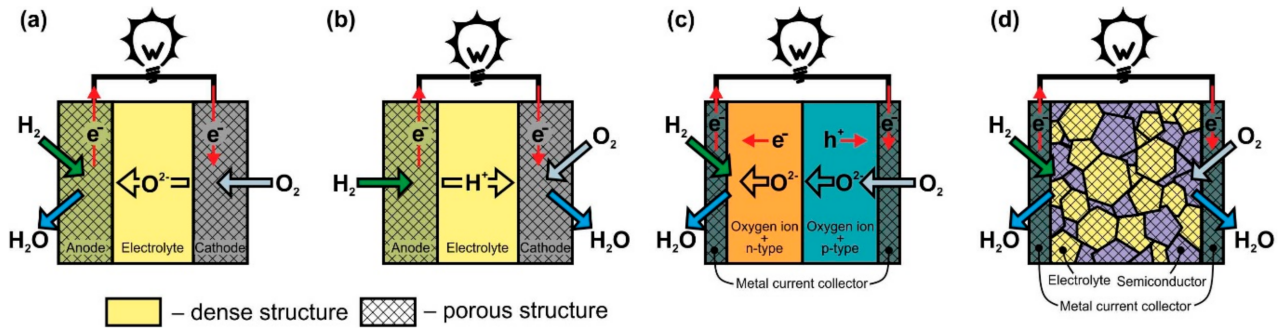 (a)
H₂
e⁻
e⁻
O²⁻
O₂
H₂O
Anode
Electrolyte
Cathode
(b)
H₂
e⁻
e⁻
H⁺
O₂
H₂O
Anode
Electrolyte
Cathode
(c)
H₂
e⁻
e⁻
h⁺
e⁻
O²⁻
O²⁻
O₂
H₂O
Oxygen ion
+
n-type
Oxygen ion
+
p-type
Metal current collector
(d)
H₂
e⁻
e⁻
O₂
H₂O
H₂O
Electrolyte
Semiconductor
Metal current collector
– dense structure
– porous structure